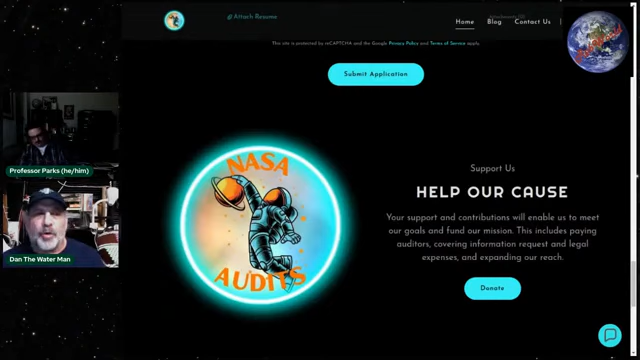 Attach Resume
Home Blog Contact Us
This site is protected by reCAPTCHA and the Google Privacy Policy and Terms of Service apply.
Submit Application
NASA
AUDITS
Support Us
HELP OUR CAUSE
Your support and contributions will enable us to meet
our goals and fund our mission. This includes paying
auditors, covering information request and legal
expenses, and expanding our reach.
Donate
Professor Parks (he/him)
Dan The Water Man